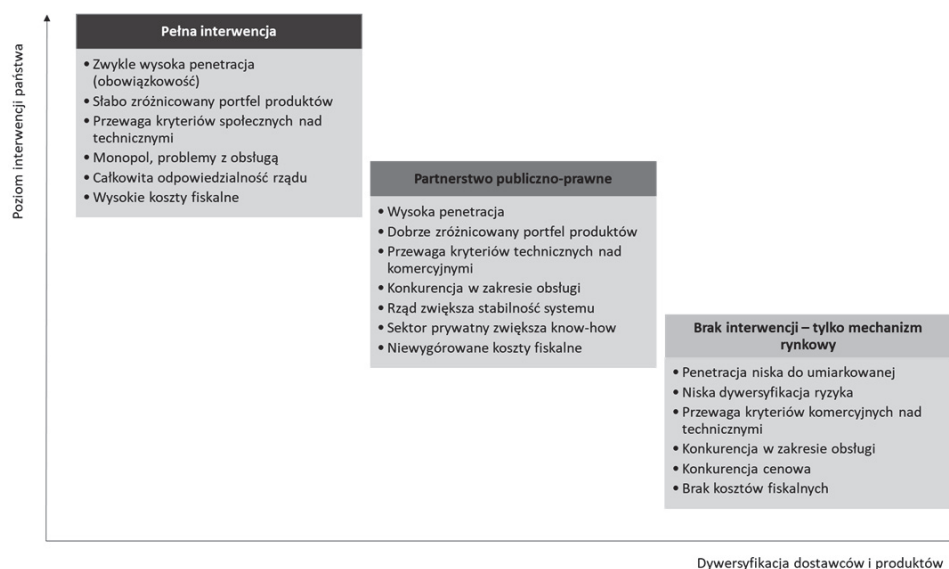 Poziom interwencji państwa
Pełna interwencja
• Zwykle wysoka penetracja
(obowiązkowość)
• Słabo zróżnicowany portfel produktów
• Przewaga kryteriów społecznych nad
technicznymi
• Monopol, problemy z obsługą
• Całkowita odpowiedzialność rządu
• Wysokie koszty fiskalne
Partnerstwo publiczno-prawne
• Wysoka penetracja
• Dobrze zróżnicowany portfel produktów
• Przewaga kryteriów technicznych nad
komercyjnymi
• Konkurencja w zakresie obsługi
• Rząd zwiększa stabilność systemu
• Sektor prywatny zwiększa know-how
• Niewygórowane koszty fiskalne
Brak interwencji – tylko mechanizm
rynkowy
• Penetracja niska do umiarkowanej
• Niska dywersyfikacja ryzyka
• Przewaga kryteriów komercyjnych nad
technicznymi
• Konkurencja w zakresie obsługi
• Konkurencja cenowa
• Brak kosztów fiskalnych
Dywersyfikacja dostawców i produktów